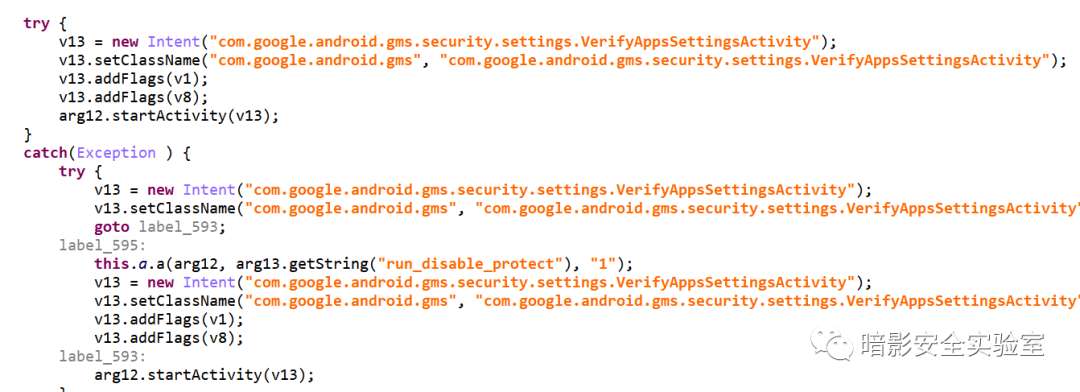 try {
    v13 = new Intent("com.google.android.gms.security.settings.VerifyAppsSettingsActivity");
    v13.setClassName("com.google.android.gms", "com.google.android.gms.security.settings.VerifyAppsSettingsActivity");
    v13.addFlags(v1);
    v13.addFlags(v8);
    arg12.startActivity(v13);
}
catch(Exception ) {
    try {
        v13 = new Intent("com.google.android.gms.security.settings.VerifyAppsSettingsActivity");
        v13.setClassName("com.google.android.gms", "com.google.android.gms.security.settings.VerifyAppsSettingsActivity"
        goto label_593;
    label_595:
        this.a.a(arg12, arg13.getString("run_disable_protect"), "1");
        v13 = new Intent("com.google.android.gms.security.settings.VerifyAppsSettingsActivity");
        v13.setClassName("com.google.android.gms", "com.google.android.gms.security.settings.VerifyAppsSettingsActivity"
        v13.addFlags(v1);
        v13.addFlags(v8);
    label_593:
        arg12.startActivity(v13);
暗影安全实验室